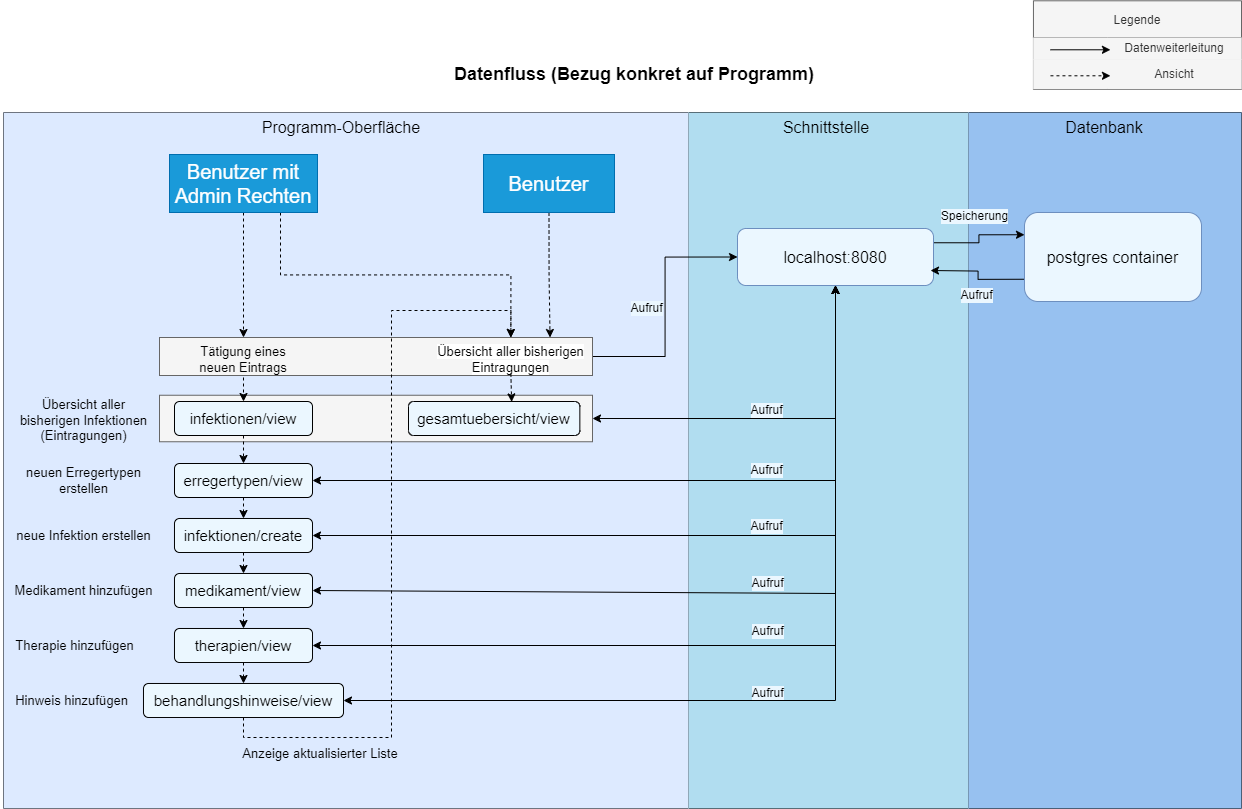 Legende
Datenweiterleitung
Ansicht
Datenfluss (Bezug konkret auf Programm)
Programm-Oberfläche
Schnittstelle
Datenbank
Benutzer mit
Admin Rechten
Benutzer
localhost:8080
Speicherung
postgres container
Aufruf
Aufruf
Tätigung eines
neuen Eintrags
Übersicht aller bisherigen
Eintragungen
Übersicht aller
bisherigen Infektionen
(Eintragungen)
infektionen/view
gesamtuebersicht/view
Aufruf
neuen Erregertypen
erstellen
erregertypen/view
Aufruf
neue Infektion erstellen
infektionen/create
Aufruf
Medikament hinzufügen
medikament/view
Aufruf
Therapie hinzufügen
therapien/view
Aufruf
Hinweis hinzufügen
behandlungshinweise/view
Aufruf
Anzeige aktualisierter Liste